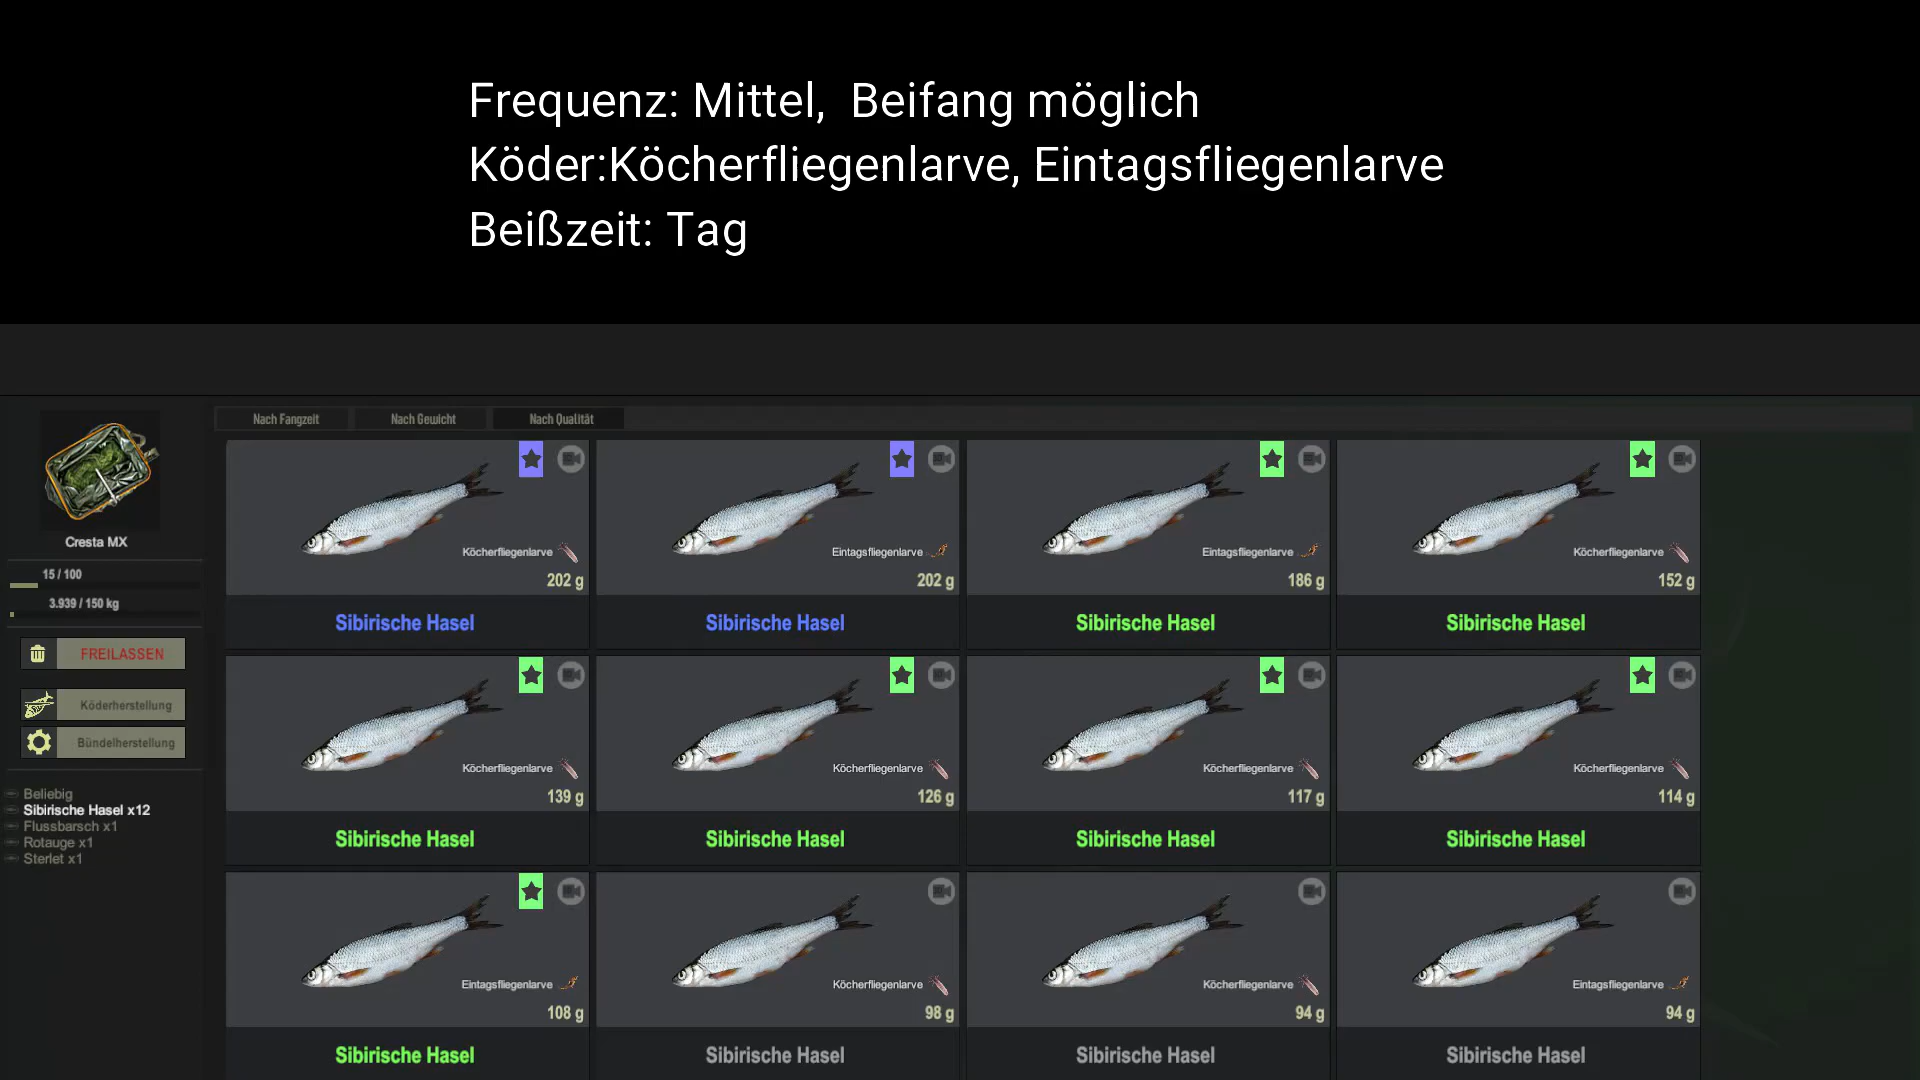 Frequenz: Mittel,  Beifang möglich
Köder:Köcherfliegenlarve, Eintagsfliegenlarve
Beißzeit: Tag
Nach Fangzeit
Nach Gewicht
Nach Qualität
Cresta MX
15 / 100
3.939 / 150 kg
FREILASSEN
Köderherstellung
Bündelherstellung
Beliebig
Sibirische Hasel x12
Flussbarsch x1
Rotauge x1
Sterlet x1
Köcherfliegenlarve
202 g
Sibirische Hasel
Eintagsfliegenlarve
202 g
Sibirische Hasel
Eintagsfliegenlarve
186 g
Sibirische Hasel
Köcherfliegenlarve
152 g
Sibirische Hasel
Köcherfliegenlarve
139 g
Sibirische Hasel
Köcherfliegenlarve
126 g
Sibirische Hasel
Köcherfliegenlarve
117 g
Sibirische Hasel
Köcherfliegenlarve
114 g
Sibirische Hasel
Eintagsfliegenlarve
108 g
Sibirische Hasel
Köcherfliegenlarve
98 g
Sibirische Hasel
Köcherfliegenlarve
94 g
Sibirische Hasel
Eintagsfliegenlarve
94 g
Sibirische Hasel